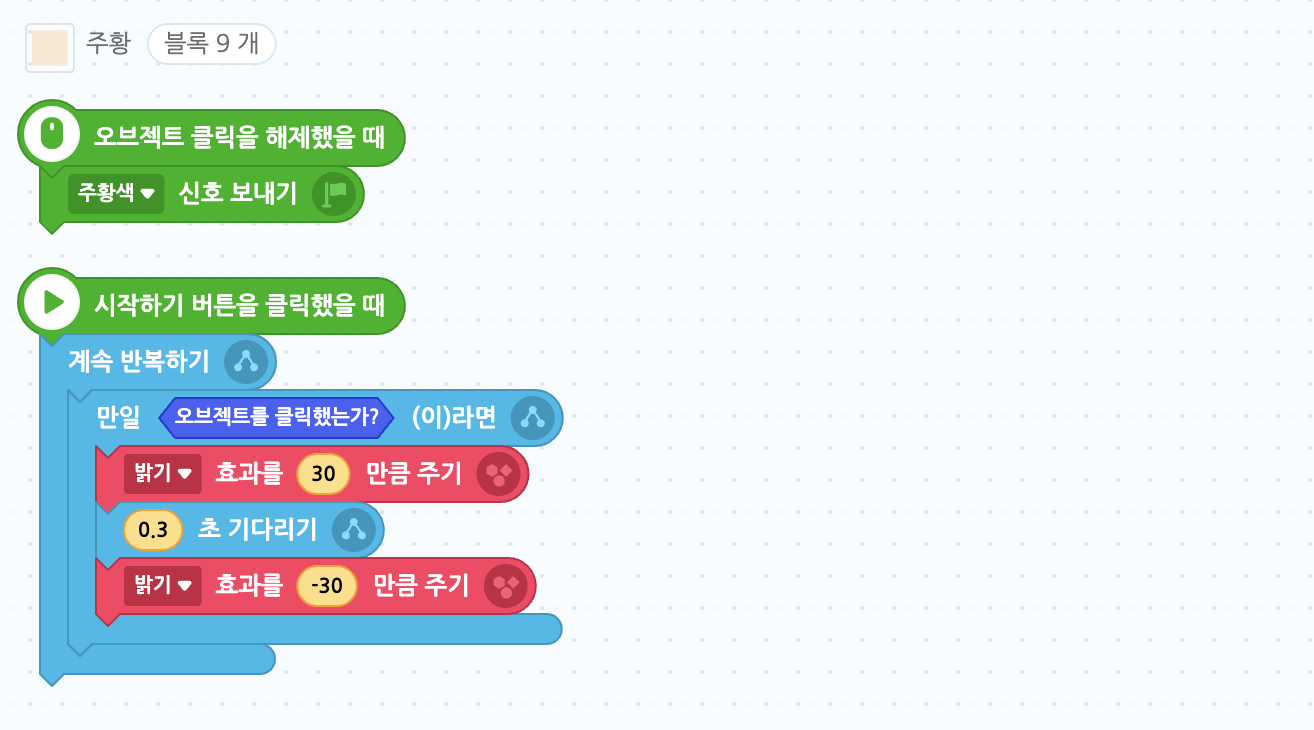 주황 블록 9 개
오브젝트 클릭을 해제했을 때
주황색 신호 보내기
시작하기 버튼을 클릭했을 때
계속 반복하기
만일 오브젝트를 클릭했는가? (이)라면
밝기 효과를 30 만큼 주기
0.3 초 기다리기
밝기 효과를 -30 만큼 주기